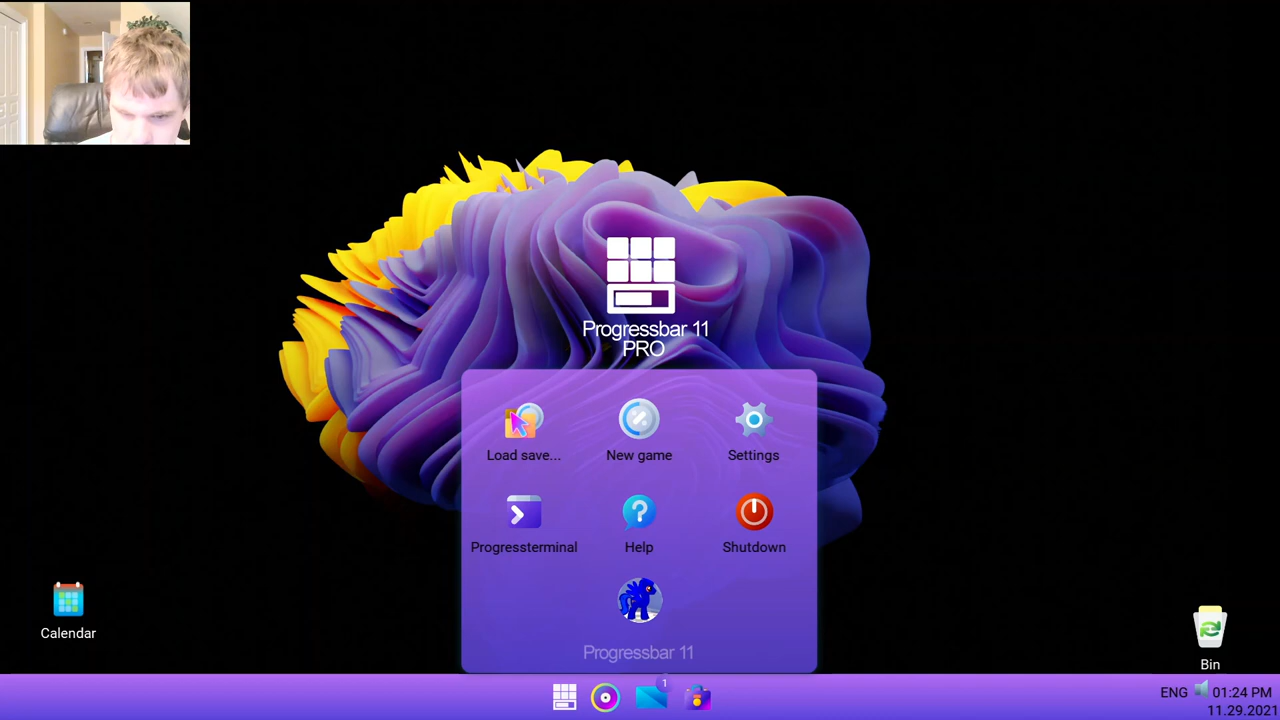 Progressbar 11
PRO
Load save...
New game
Settings
Progressterminal
Help
Shutdown
Calendar
Progressbar 11
Bin
1
ENG 01:24 PM
11.29.2021